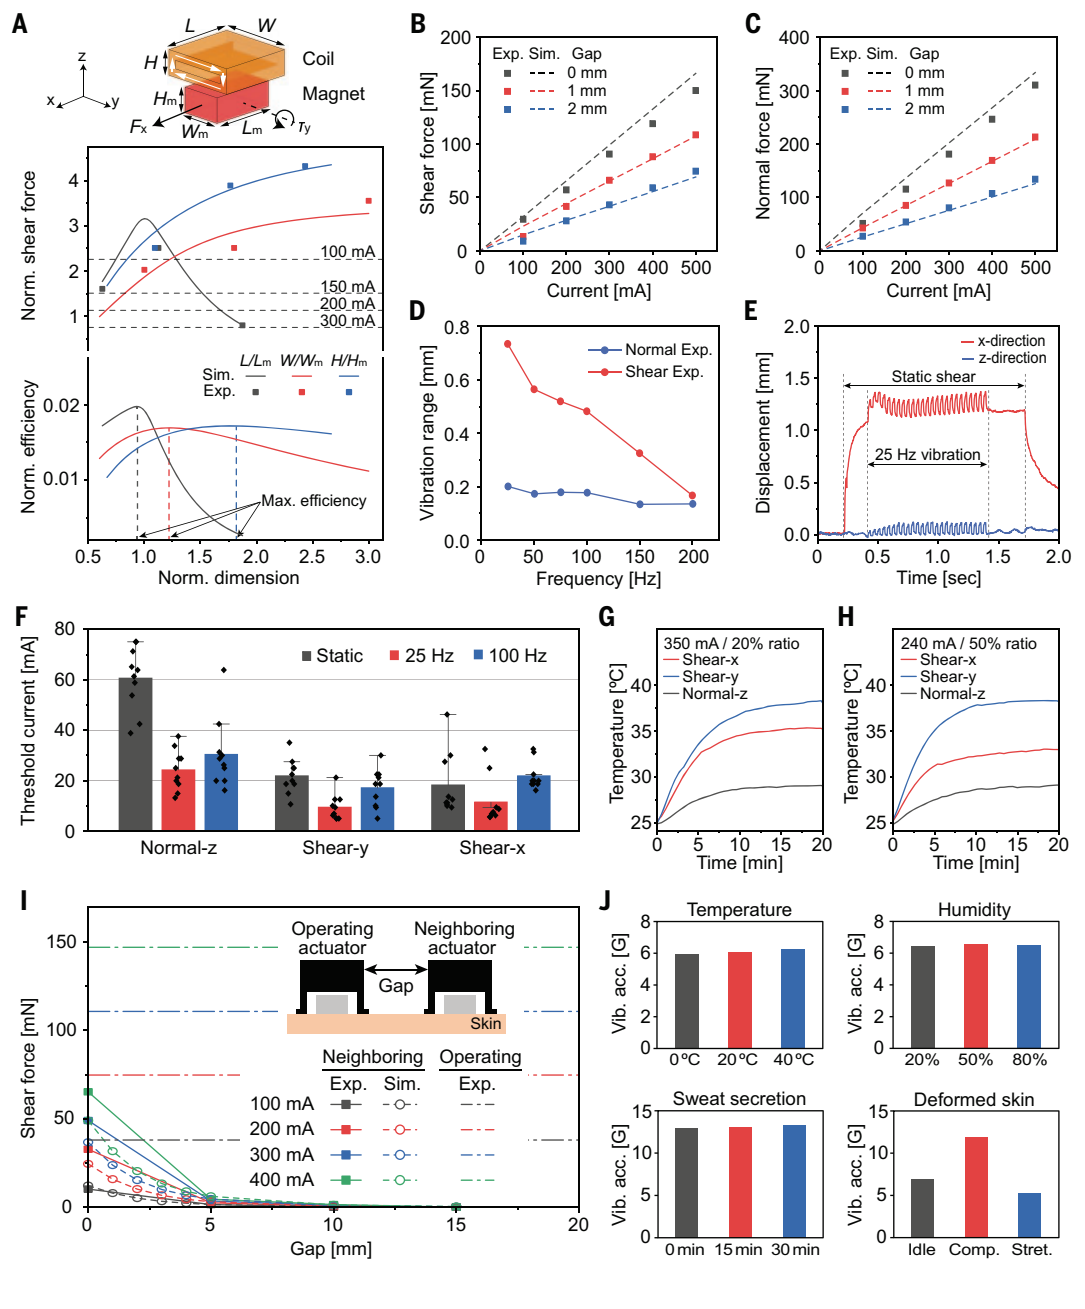 A
L
W
H
Coil
z
x
y
Hm
Magnet
Fx
Wm
Lm
τy
Norm. shear force
4
3
2
1
100 mA
150 mA
200 mA
300 mA
L/Lm W/Wm H/Hm
Sim.
Exp.
Norm. efficiency
0.02
0.01
Max. efficiency
0.5 1.0 1.5 2.0 2.5 3.0
Norm. dimension
B
Shear force [mN]
200
150
100
50
0
Exp. Sim. Gap
0 mm
1 mm
2 mm
0 100 200 300 400 500
Current [mA]
C
Normal force [mN]
400
300
200
100
0
Exp. Sim. Gap
0 mm
1 mm
2 mm
0 100 200 300 400 500
Current [mA]
D
Vibration range [mm]
0.8
0.6
0.4
0.2
0.0
Normal Exp.
Shear Exp.
0 50 100 150 200
Frequency [Hz]
E
Displacement [mm]
2.0
1.5
1.0
0.5
0.0
x-direction
z-direction
Static shear
25 Hz vibration
0 0.5 1.0 1.5 2.0
Time [sec]
F
Threshold current [mA]
80
60
40
20
0
Static 25 Hz 100 Hz
Normal-z Shear-y Shear-x
G
Temperature [ºC]
40
35
30
25
350 mA / 20% ratio
Shear-x
Shear-y
Normal-z
0 5 10 15 20
Time [min]
H
Temperature [ºC]
40
35
30
25
240 mA / 50% ratio
Shear-x
Shear-y
Normal-z
0 5 10 15 20
Time [min]
I
Shear force [mN]
150
100
50
0
Operating actuator
Neighboring actuator
Gap
Skin
Neighboring Operating
Exp. Sim. Exp.
100 mA
200 mA
300 mA
400 mA
0 5 10 15 20
Gap [mm]
J
Temperature
Vib. acc. [G]
8
6
4
2
0
0 ºC 20 ºC 40 ºC
Humidity
Vib. acc. [G]
8
6
4
2
0
20% 50% 80%
Sweat secretion
Vib. acc. [G]
15
10
5
0
0 min 15 min 30 min
Deformed skin
Vib. acc. [G]
15
10
5
0
Idle Comp. Stret.